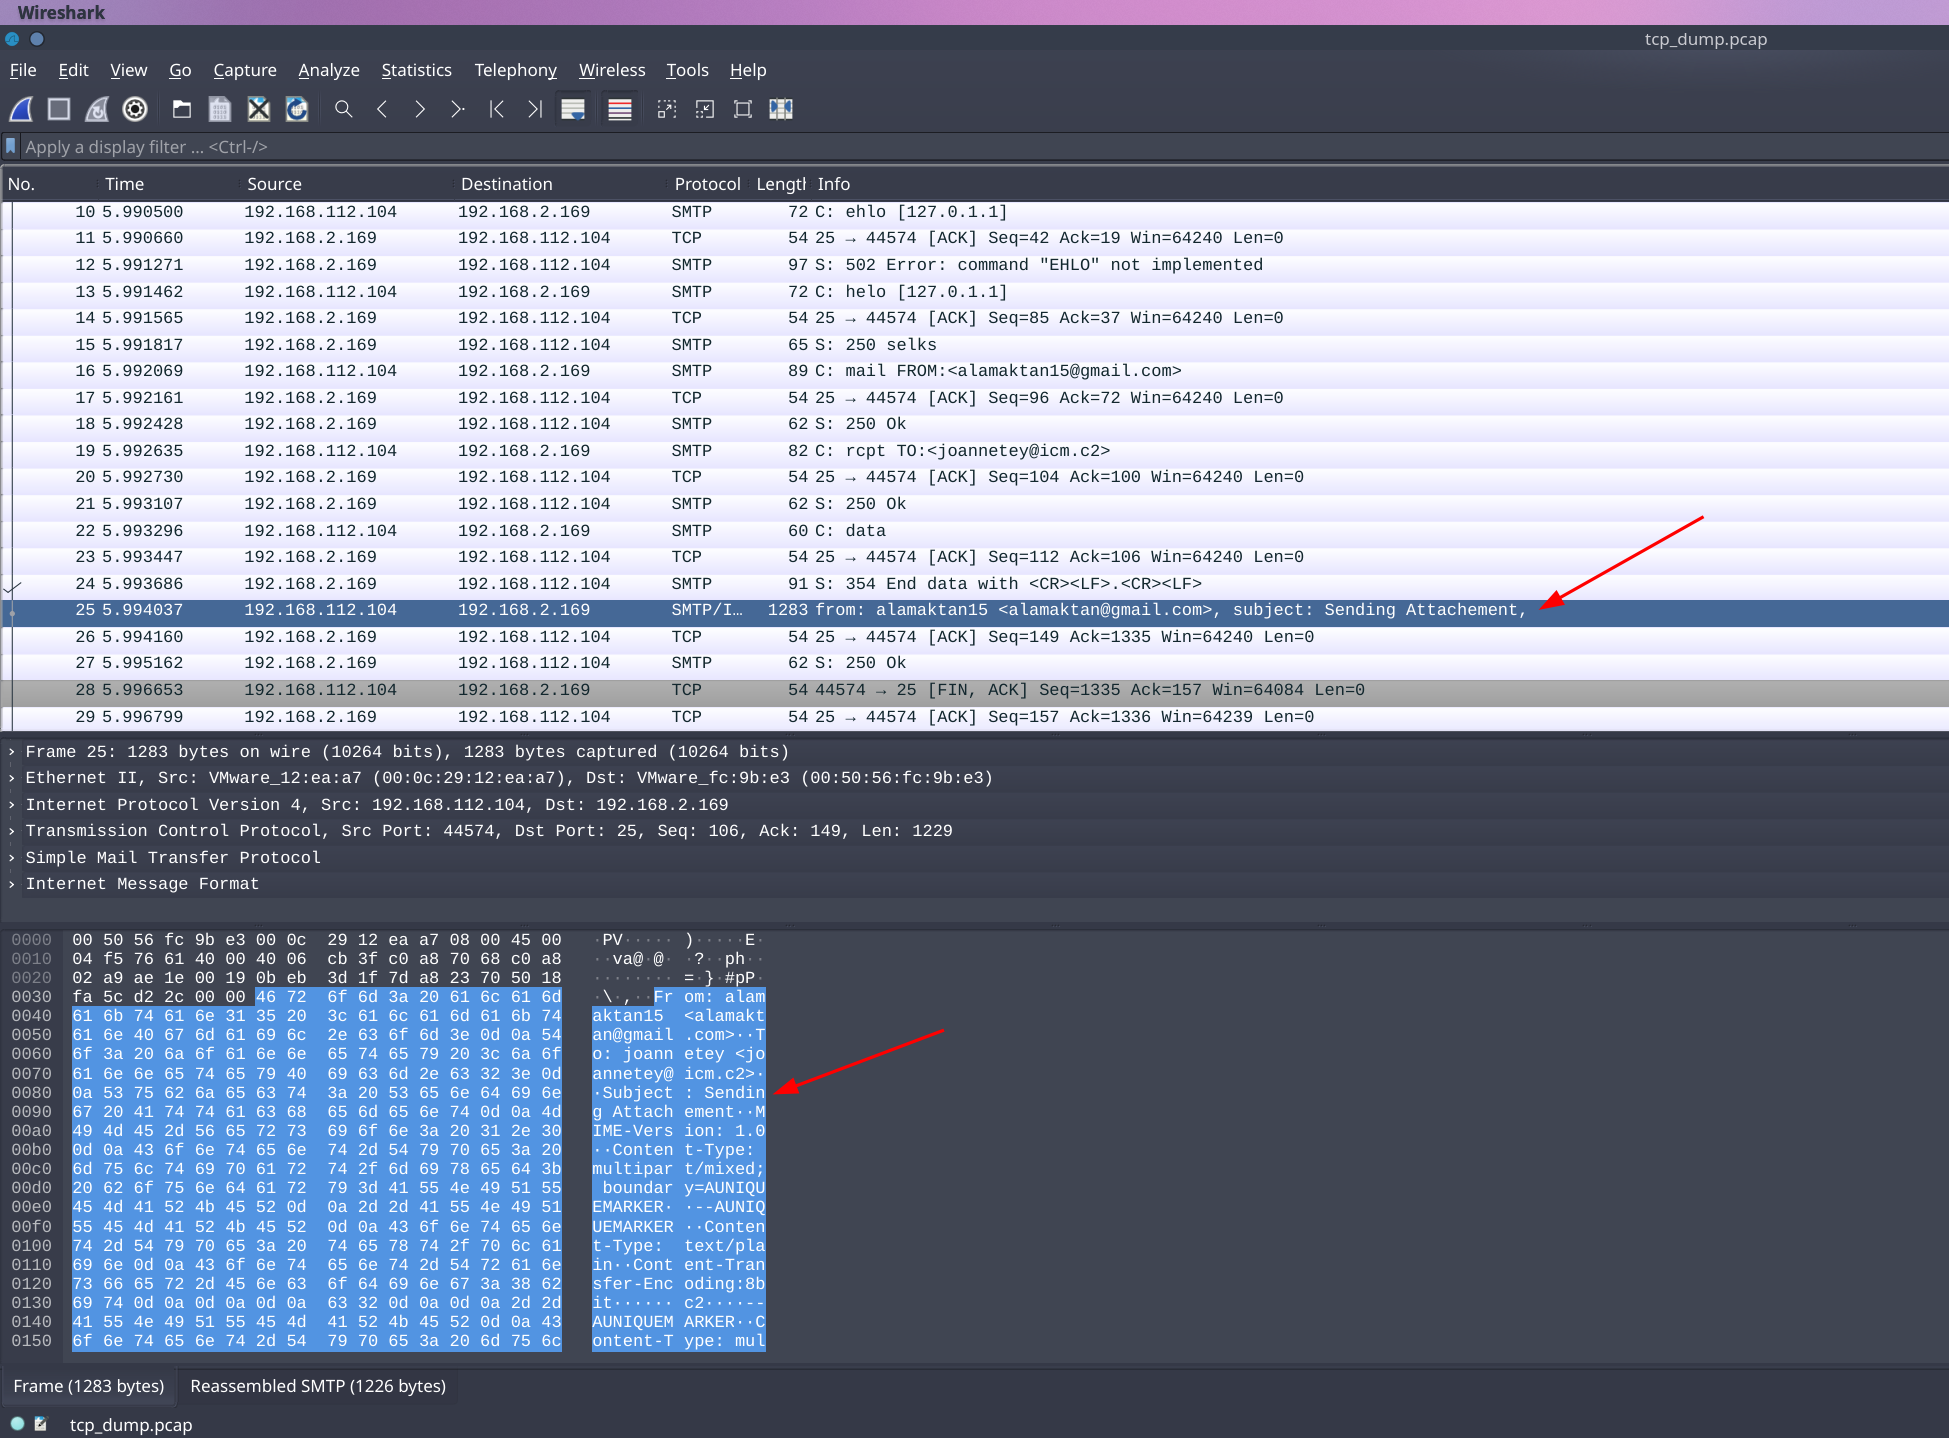 Wireshark
tcp_dump.pcap
File Edit View Go Capture Analyze Statistics Telephony Wireless Tools Help
Apply a display filter ... <Ctrl-/>
No. Time Source Destination Protocol Length Info
10 5.990500 192.168.112.104 192.168.2.169 SMTP 72 C: ehlo [127.0.1.1]
11 5.990660 192.168.2.169 192.168.112.104 TCP 54 25 → 44574 [ACK] Seq=42 Ack=19 Win=64240 Len=0
12 5.991271 192.168.2.169 192.168.112.104 SMTP 97 S: 502 Error: command "EHLO" not implemented
13 5.991462 192.168.112.104 192.168.2.169 SMTP 72 C: helo [127.0.1.1]
14 5.991565 192.168.2.169 192.168.112.104 TCP 54 25 → 44574 [ACK] Seq=85 Ack=37 Win=64240 Len=0
15 5.991817 192.168.2.169 192.168.112.104 SMTP 65 S: 250 selks
16 5.992069 192.168.112.104 192.168.2.169 SMTP 89 C: mail FROM:<alamaktan15@gmail.com>
17 5.992161 192.168.2.169 192.168.112.104 TCP 54 25 → 44574 [ACK] Seq=96 Ack=72 Win=64240 Len=0
18 5.992428 192.168.2.169 192.168.112.104 SMTP 62 S: 250 Ok
19 5.992635 192.168.112.104 192.168.2.169 SMTP 82 C: rcpt TO:<joannetey@icm.c2>
20 5.992730 192.168.2.169 192.168.112.104 TCP 54 25 → 44574 [ACK] Seq=104 Ack=100 Win=64240 Len=0
21 5.993107 192.168.2.169 192.168.112.104 SMTP 62 S: 250 Ok
22 5.993296 192.168.112.104 192.168.2.169 SMTP 60 C: data
23 5.993447 192.168.2.169 192.168.112.104 TCP 54 25 → 44574 [ACK] Seq=112 Ack=106 Win=64240 Len=0
24 5.993686 192.168.2.169 192.168.112.104 SMTP 91 S: 354 End data with <CR><LF>.<CR><LF>
25 5.994037 192.168.112.104 192.168.2.169 SMTP/I… 1283 from: alamaktan15 <alamaktan@gmail.com>, subject: Sending Attachement,
26 5.994160 192.168.2.169 192.168.112.104 TCP 54 25 → 44574 [ACK] Seq=149 Ack=1335 Win=64240 Len=0
27 5.995162 192.168.2.169 192.168.112.104 SMTP 62 S: 250 Ok
28 5.996653 192.168.112.104 192.168.2.169 TCP 54 44574 → 25 [FIN, ACK] Seq=1335 Ack=157 Win=64084 Len=0
29 5.996799 192.168.2.169 192.168.112.104 TCP 54 25 → 44574 [ACK] Seq=157 Ack=1336 Win=64239 Len=0
Frame 25: 1283 bytes on wire (10264 bits), 1283 bytes captured (10264 bits)
Ethernet II, Src: VMware_12:ea:a7 (00:0c:29:12:ea:a7), Dst: VMware_fc:9b:e3 (00:50:56:fc:9b:e3)
Internet Protocol Version 4, Src: 192.168.112.104, Dst: 192.168.2.169
Transmission Control Protocol, Src Port: 44574, Dst Port: 25, Seq: 106, Ack: 149, Len: 1229
Simple Mail Transfer Protocol
Internet Message Format
0000 00 50 56 fc 9b e3 00 0c 29 12 ea a7 08 00 45 00 ·PV····· )·····E·
0010 04 f5 76 61 40 00 40 06 cb 3f c0 a8 70 68 c0 a8 ··va@·@· ·?··ph··
0020 02 a9 ae 1e 00 19 0b eb 3d 1f 7d a8 23 70 50 18 ········ =·}·#pP·
0030 fa 5c d2 2c 00 00 46 72 6f 6d 3a 20 61 6c 61 6d ·\·,··Fr om: alam
0040 61 6b 74 61 6e 31 35 20 3c 61 6c 61 6d 61 6b 74 aktan15 <alamakt
0050 61 6e 40 67 6d 61 69 6c 2e 63 6f 6d 3e 0d 0a 54 an@gmail .com>··T
0060 6f 3a 20 6a 6f 61 6e 6e 65 74 65 79 20 3c 6a 6f o: joann etey <jo
0070 61 6e 6e 65 74 65 79 40 69 63 6d 2e 63 32 3e 0d annetey@ icm.c2>·
0080 0a 53 75 62 6a 65 63 74 3a 20 53 65 6e 64 69 6e ·Subject : Sendin
0090 67 20 41 74 74 61 63 68 65 6d 65 6e 74 0d 0a 4d g Attach ement··M
00a0 49 4d 45 2d 56 65 72 73 69 6f 6e 3a 20 31 2e 30 IME-Vers ion: 1.0
00b0 0d 0a 43 6f 6e 74 65 6e 74 2d 54 79 70 65 3a 20 ··Conten t-Type:
00c0 6d 75 6c 74 69 70 61 72 74 2f 6d 69 78 65 64 3b multipar t/mixed;
00d0 20 62 6f 75 6e 64 61 72 79 3d 41 55 4e 49 51 55 boundar y=AUNIQU
00e0 45 4d 41 52 4b 45 52 0d 0a 2d 2d 41 55 4e 49 51 EMARKER· ·--AUNIQ
00f0 55 45 4d 41 52 4b 45 52 0d 0a 43 6f 6e 74 65 6e UEMARKER ··Conten
0100 74 2d 54 79 70 65 3a 20 74 65 78 74 2f 70 6c 61 t-Type: text/pla
0110 69 6e 0d 0a 43 6f 6e 74 65 6e 74 2d 54 72 61 6e in··Cont ent-Tran
0120 73 66 65 72 2d 45 6e 63 6f 64 69 6e 67 3a 38 62 sfer-Enc oding:8b
0130 69 74 0d 0a 0d 0a 0d 0a 63 32 0d 0a 0d 0a 2d 2d it······ c2····--
0140 41 55 4e 49 51 55 45 4d 41 52 4b 45 52 0d 0a 43 AUNIQUEM ARKER··C
0150 6f 6e 74 65 6e 74 2d 54 79 70 65 3a 20 6d 75 6c ontent-T ype: mul
Frame (1283 bytes) Reassembled SMTP (1226 bytes)
tcp_dump.pcap